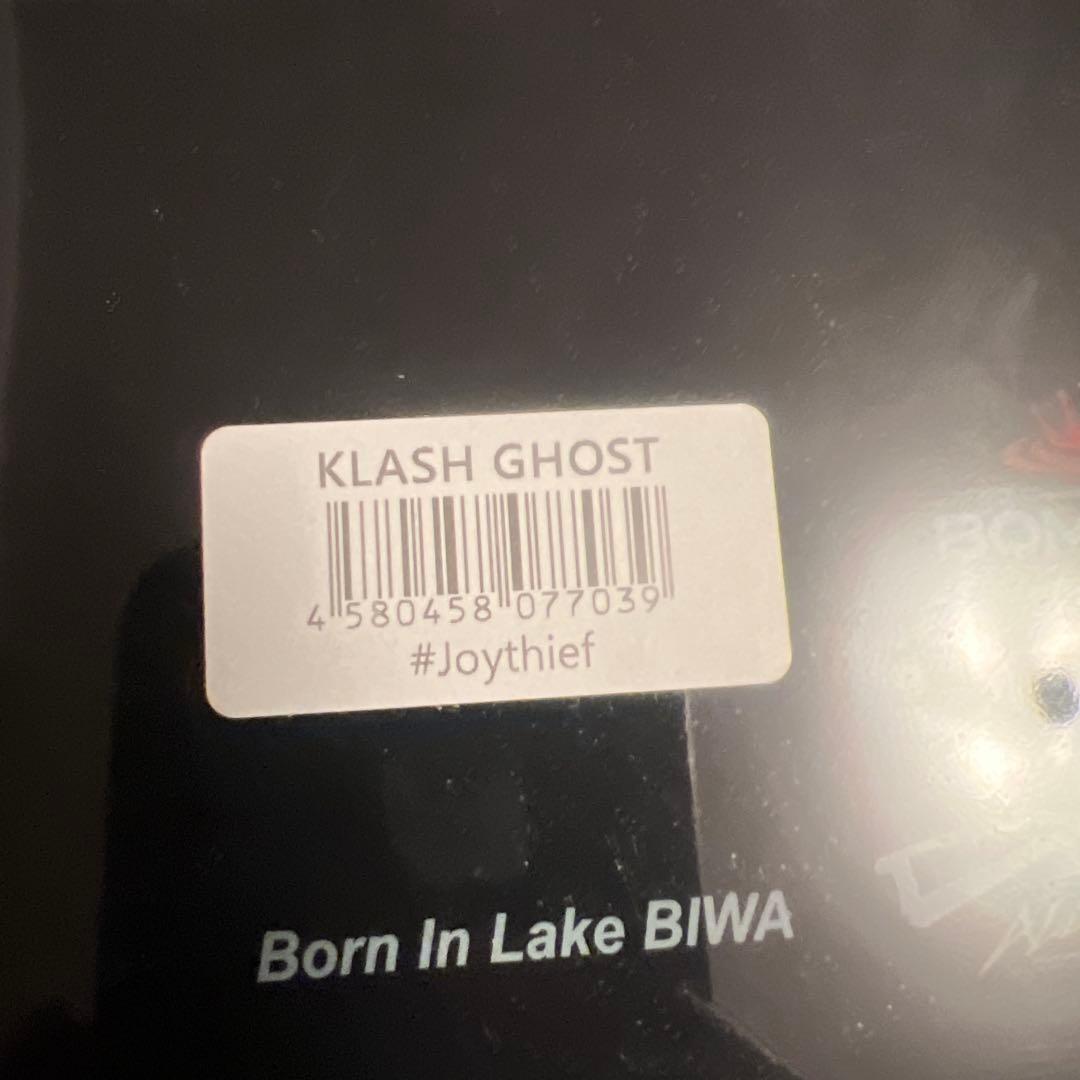 KLASH GHOST
4 580458 077039
#Joythief
Born In Lake BIWA